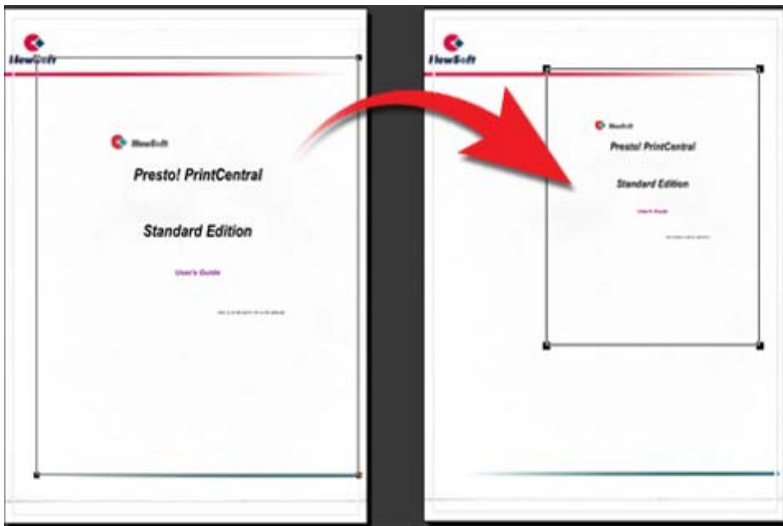 NewSoft
NewSoft
Presto! PrintCentral
Standard Edition
User's Guide
NewSoft
NewSoft
Presto! PrintCentral
Standard Edition
User's Guide